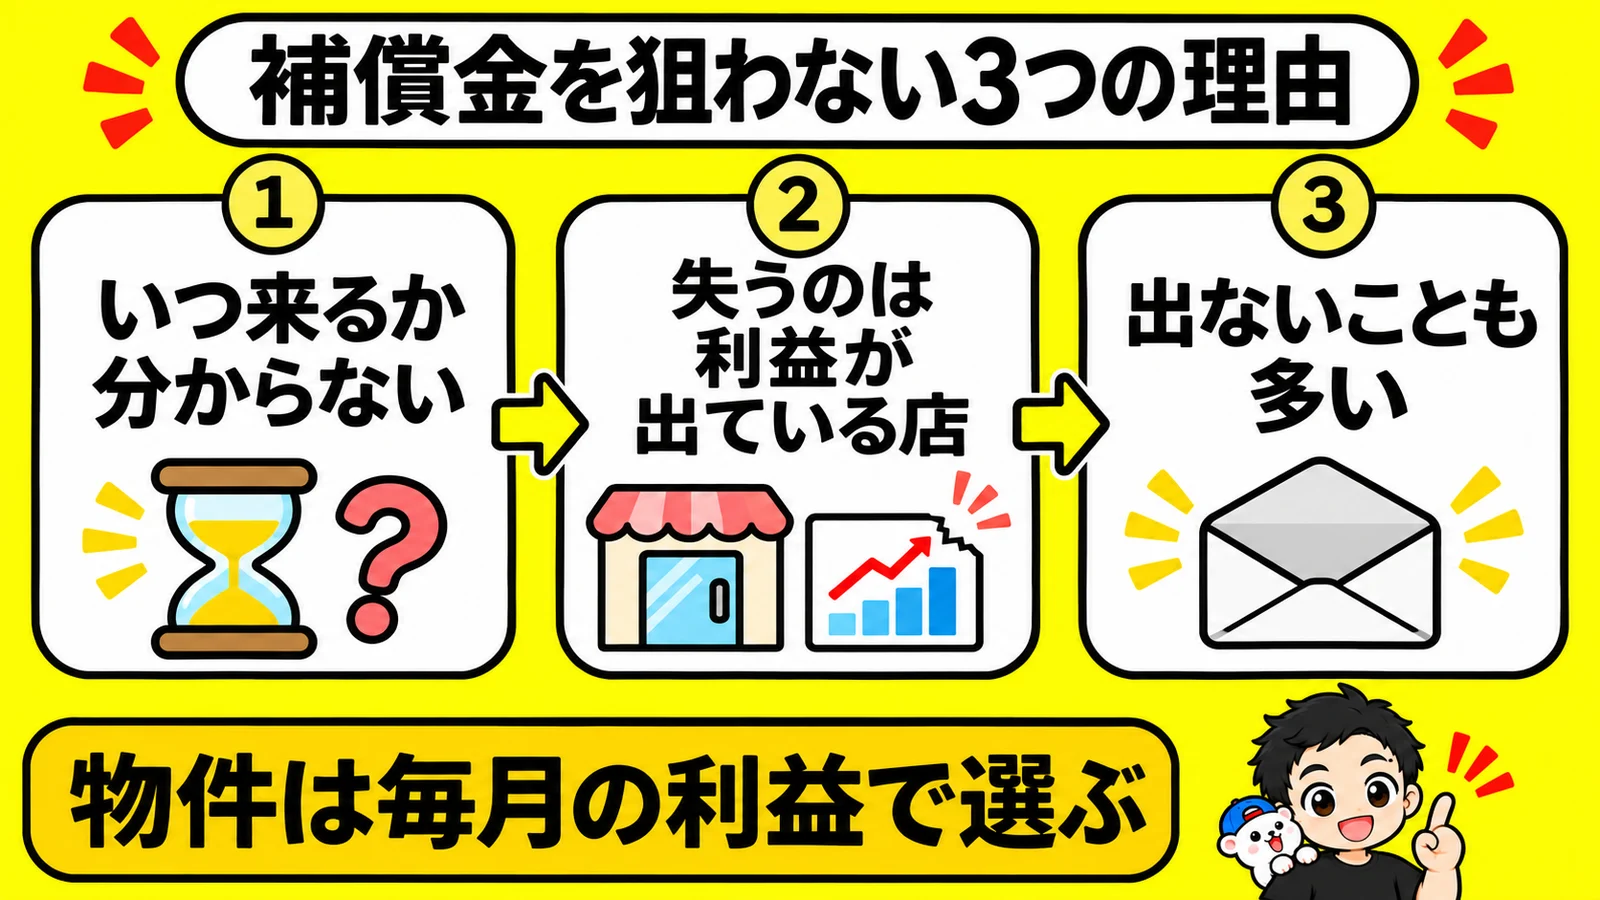 補償金を狙わない3つの理由
1
いつ来るか
分からない
2
失うのは
利益が
出ている店
3
出ないことも
多い
物件は毎月の利益で選ぶ